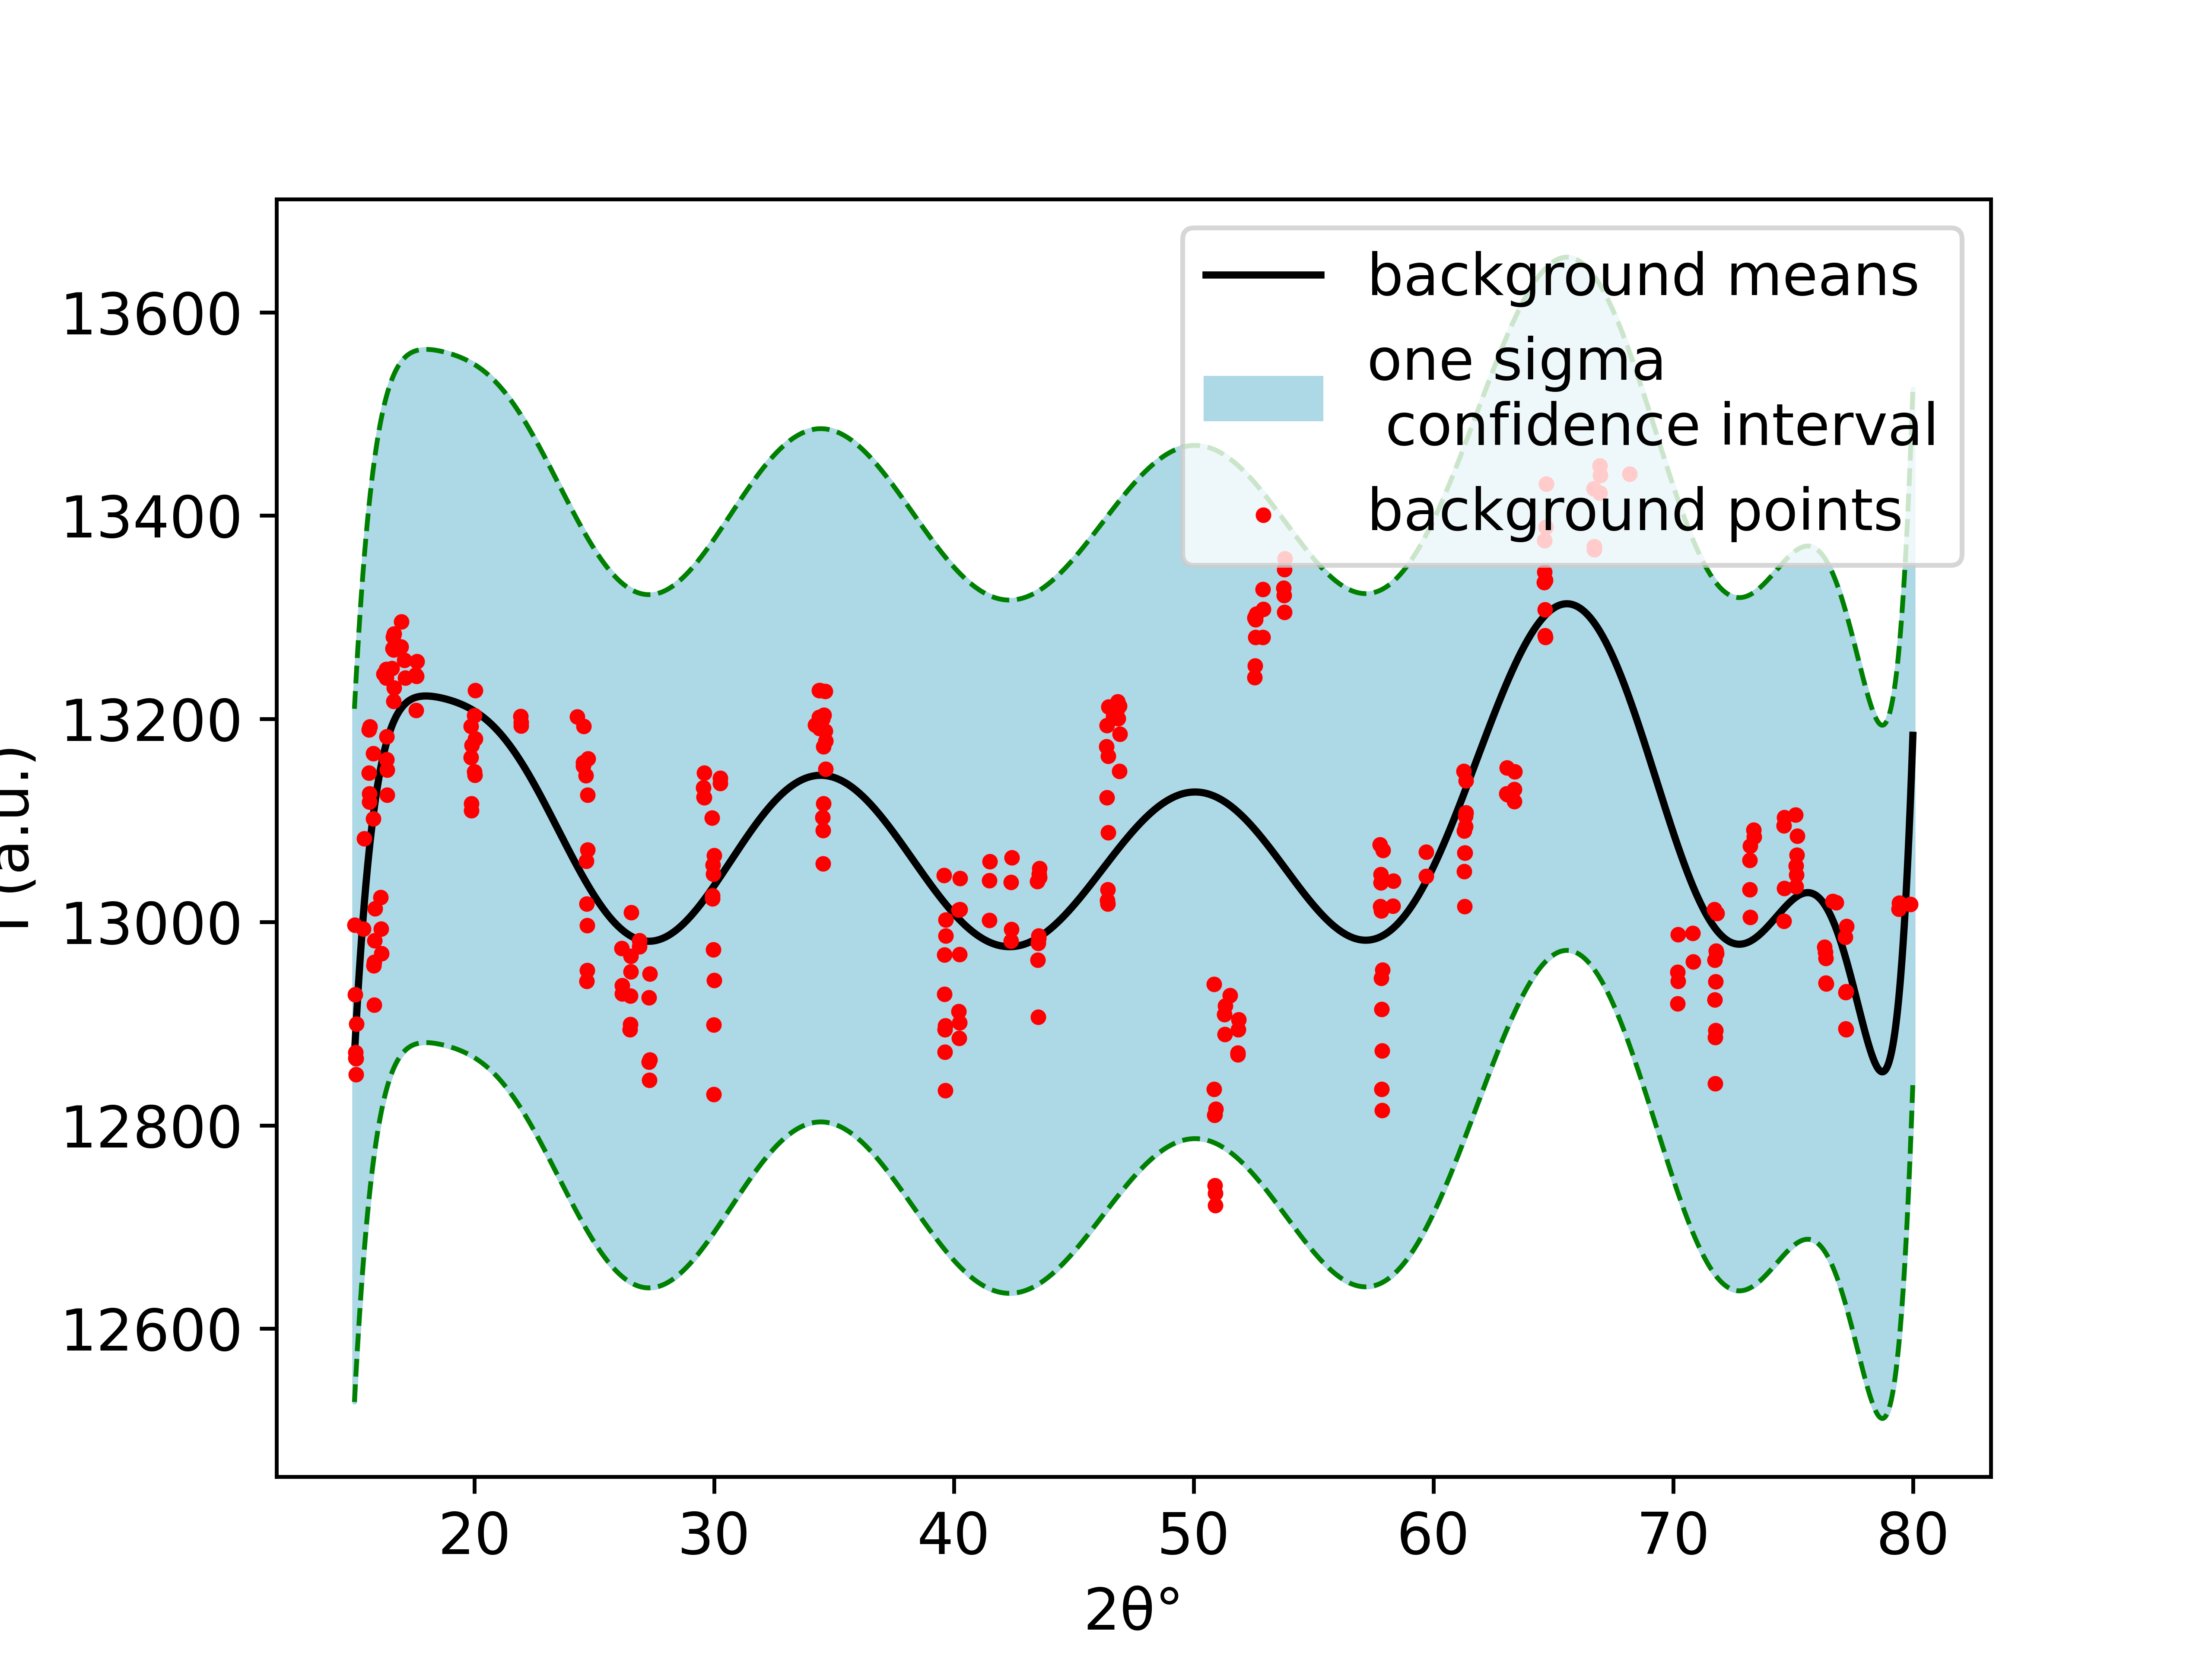 background means
one sigma
confidence interval
background points
13600
13400
13200
13000
12800
12600
20 30 40 50 60 70 80
2θ°
(a.u.)